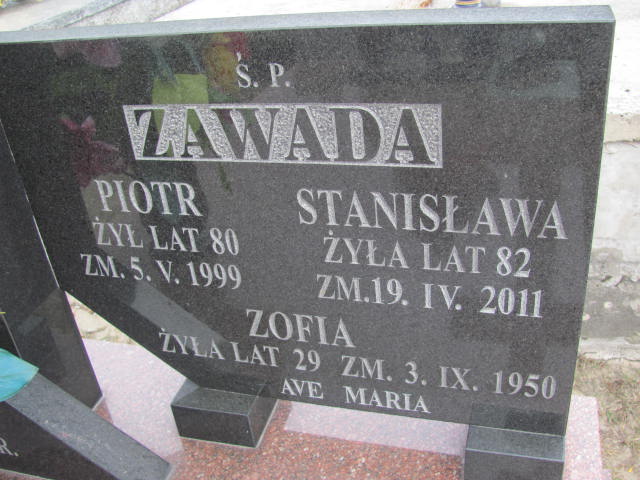 Ś. P.
ZAWADA
PIOTR
ŻYŁ LAT 80
ZM. 5. V. 1999
STANISŁAWA
ŻYŁA LAT 82
ZM. 19. IV. 2011
ZOFIA
ŻYŁA LAT 29 ZM. 3. IX. 1950
AVE MARIA
R.